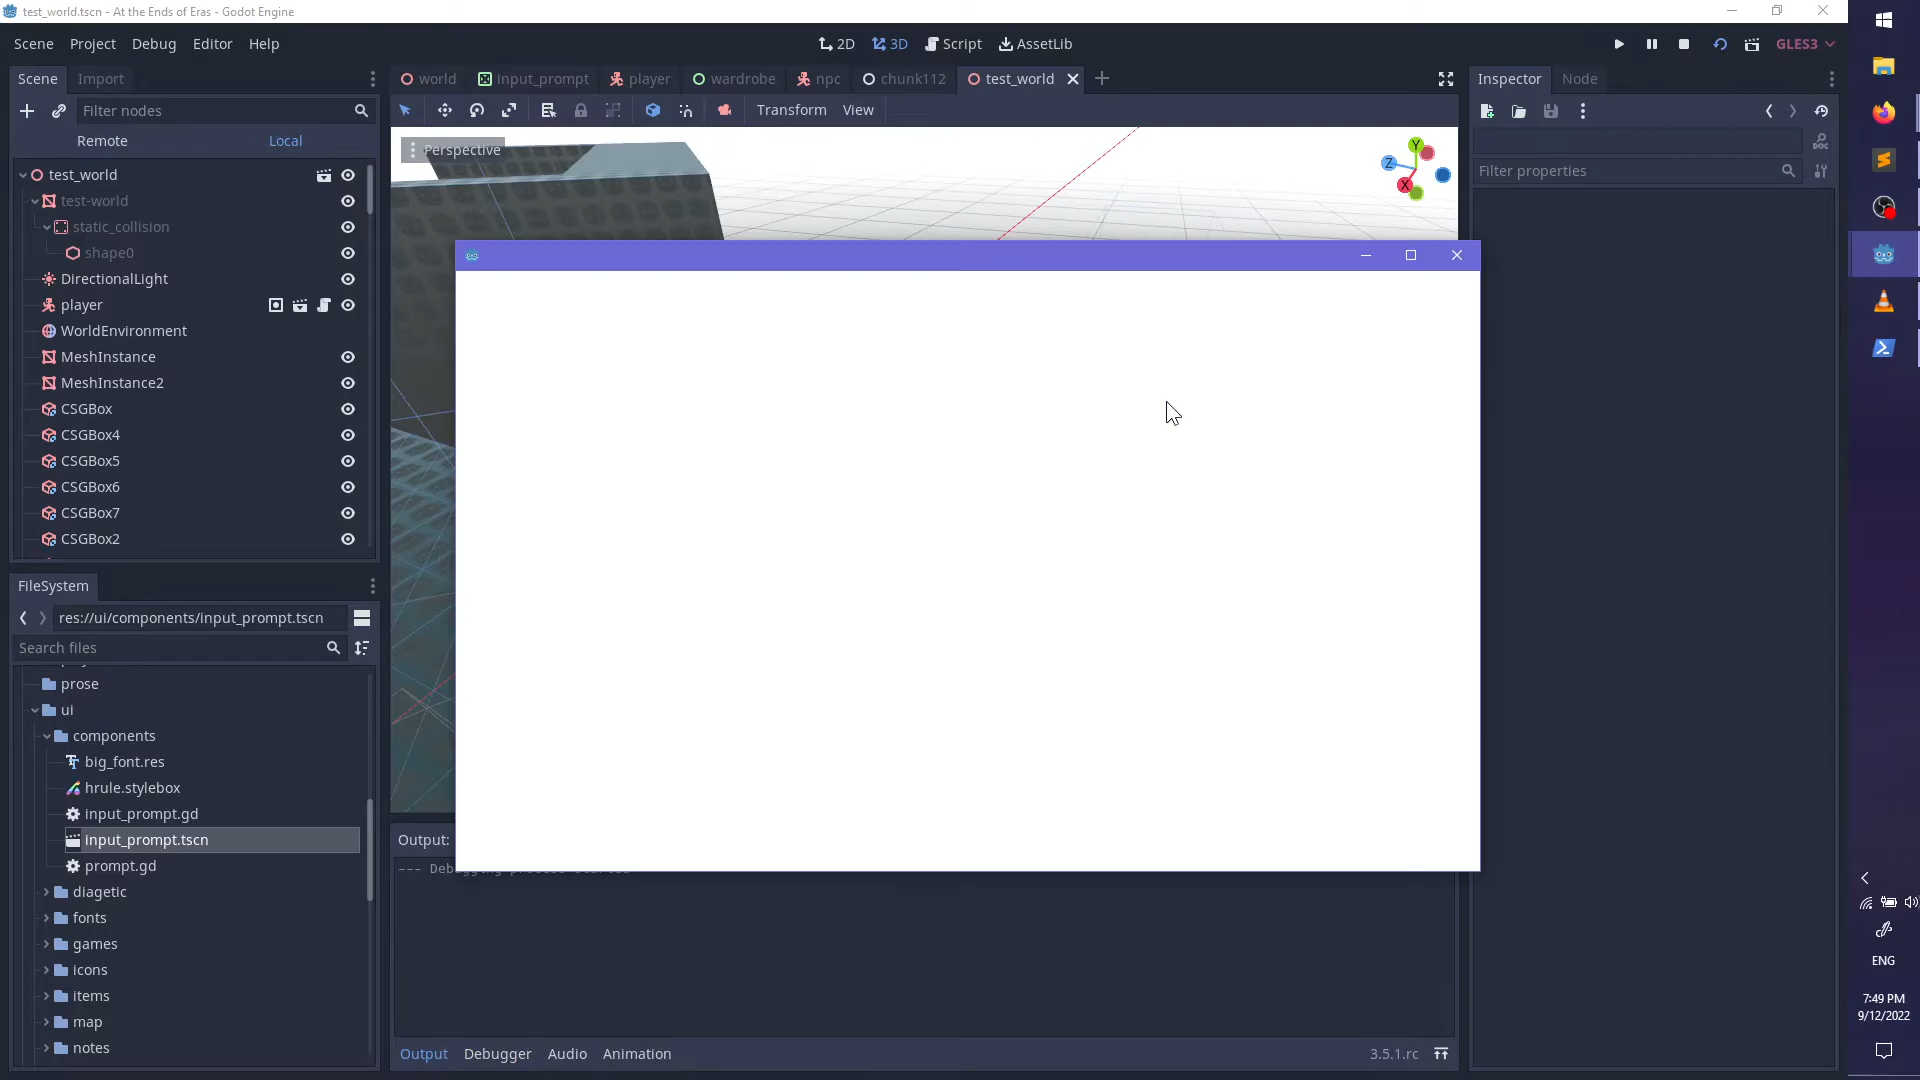 test_world.tscn - At the Ends of Eras - Godot Engine
Scene Project Debug Editor Help
2D 3D Script AssetLib
GLES3
Scene Import
world input_prompt player wardrobe npc chunk112 test_world
Inspector Node
Filter nodes
Transform View
Remote Local
Perspective
Y
Z
X
DOC
Filter properties
test_world
test-world
static_collision
shape0
DirectionalLight
player
WorldEnvironment
MeshInstance
MeshInstance2
CSGBox
CSGBox4
CSGBox5
CSGBox6
CSGBox7
CSGBox2
FileSystem
res://ui/components/input_prompt.tscn
Search files
prose
ui
components
big_font.res
hrule.stylebox
input_prompt.gd
input_prompt.tscn
prompt.gd
diagetic
fonts
games
icons
items
map
notes
Output:
Output Debugger Audio Animation
3.5.1.rc
ENG
7:49 PM
9/12/2022